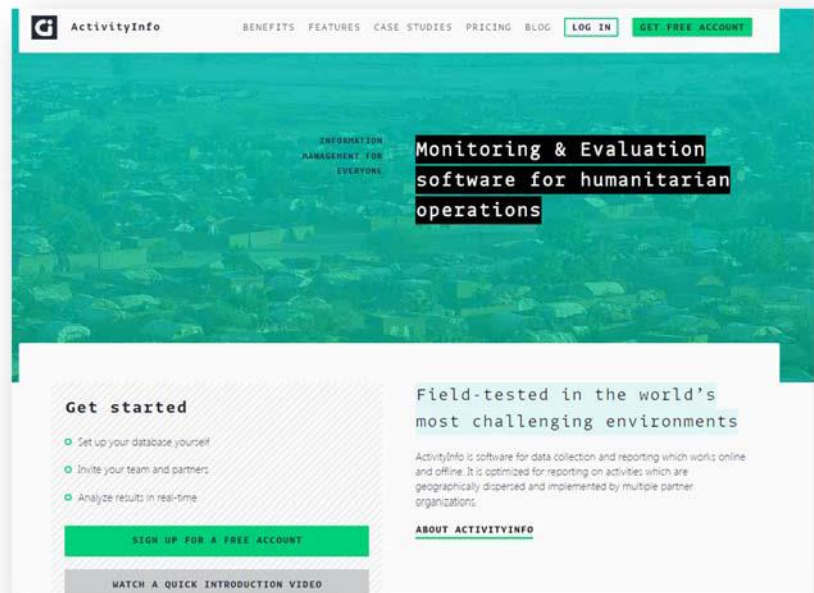 ActivityInfo
BENEFITS FEATURES CASE STUDIES PRICING BLOG LOG IN GET FREE ACCOUNT
INFORMATION
MANAGEMENT FOR
EVERYONE
Monitoring & Evaluation
software for humanitarian
operations
Get started
Set up your database yourself
Invite your team and partners
Analyze results in real-time
SIGN UP FOR A FREE ACCOUNT
WATCH A QUICK INTRODUCTION VIDEO
Field-tested in the world's
most challenging environments
ActivityInfo is software for data collection and reporting which works online
and offline. It is optimized for reporting on activities which are
geographically dispersed and implemented by multiple partner
organizations.
ABOUT ACTIVITYINFO